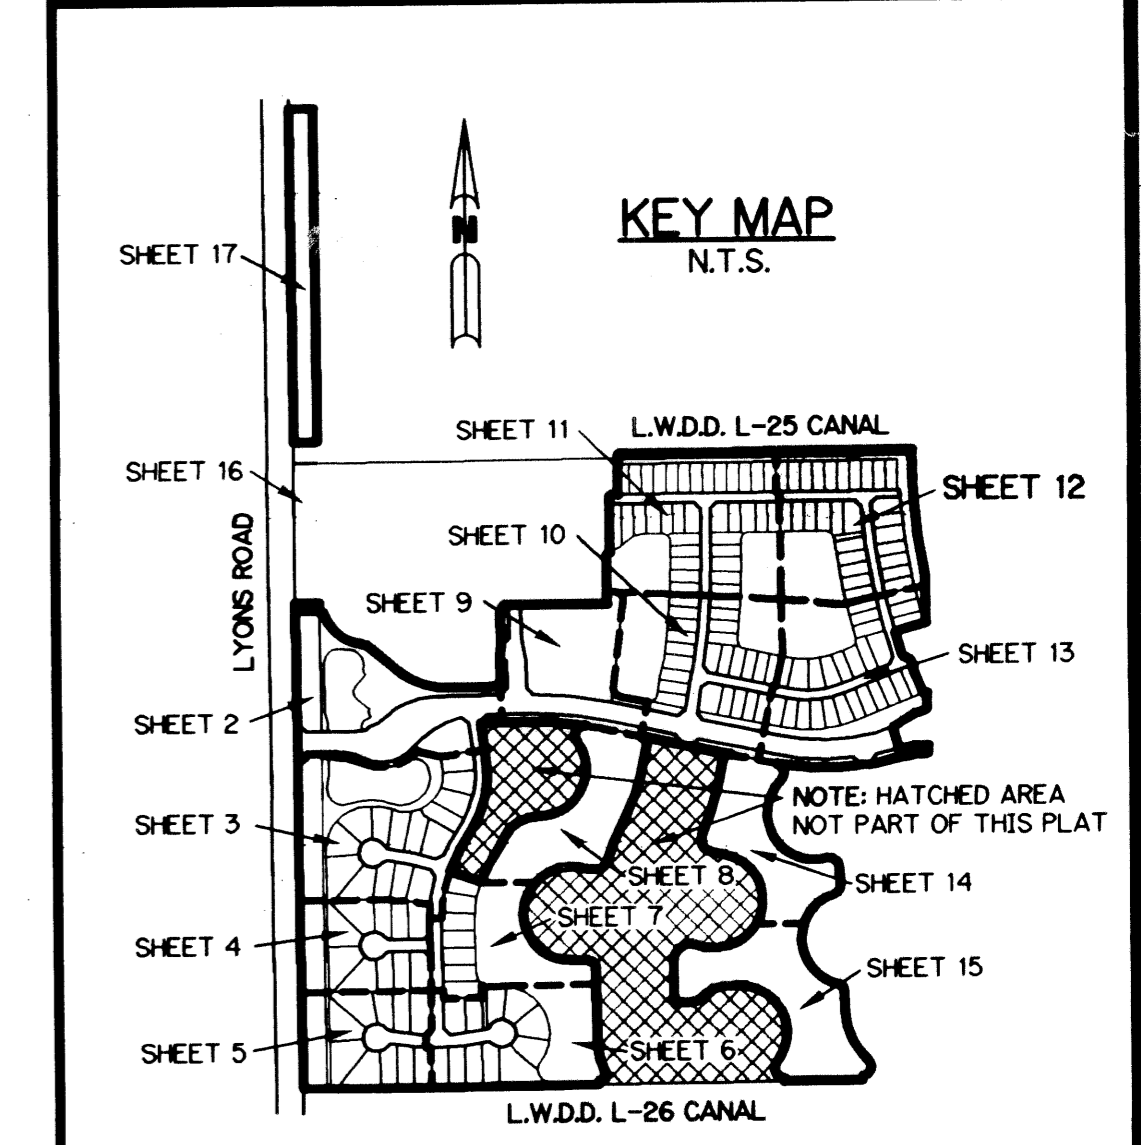 KEY MAP
N.T.S.
N
SHEET 17
L.W.D.D. L-25 CANAL
SHEET 11
SHEET 16
SHEET 12
LYONS ROAD
SHEET 10
SHEET 9
SHEET 13
SHEET 2
NOTE: HATCHED AREA
NOT PART OF THIS PLAT
SHEET 3
SHEET 8
SHEET 14
SHEET 7
SHEET 4
SHEET 15
SHEET 5
SHEET 6
L.W.D.D. L-26 CANAL